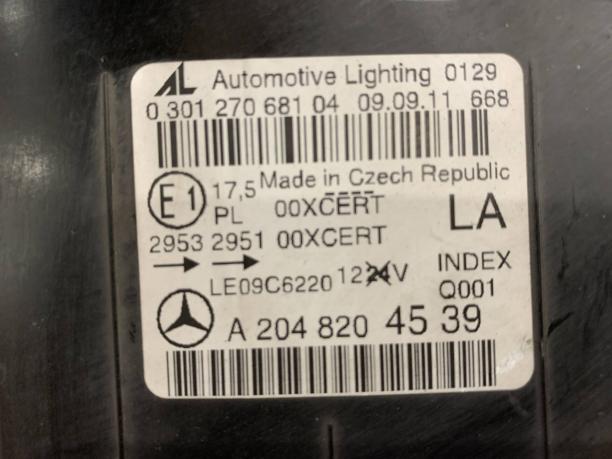 AL Automotive Lighting 0129
0 301 270 681 04 09.09.11 668
E1 17,5 Made in Czech Republic
PL 00XCERT LA
2953 2951 00XCERT
LE09C6220 12 24 V INDEX
Q001
A 204 820 45 39